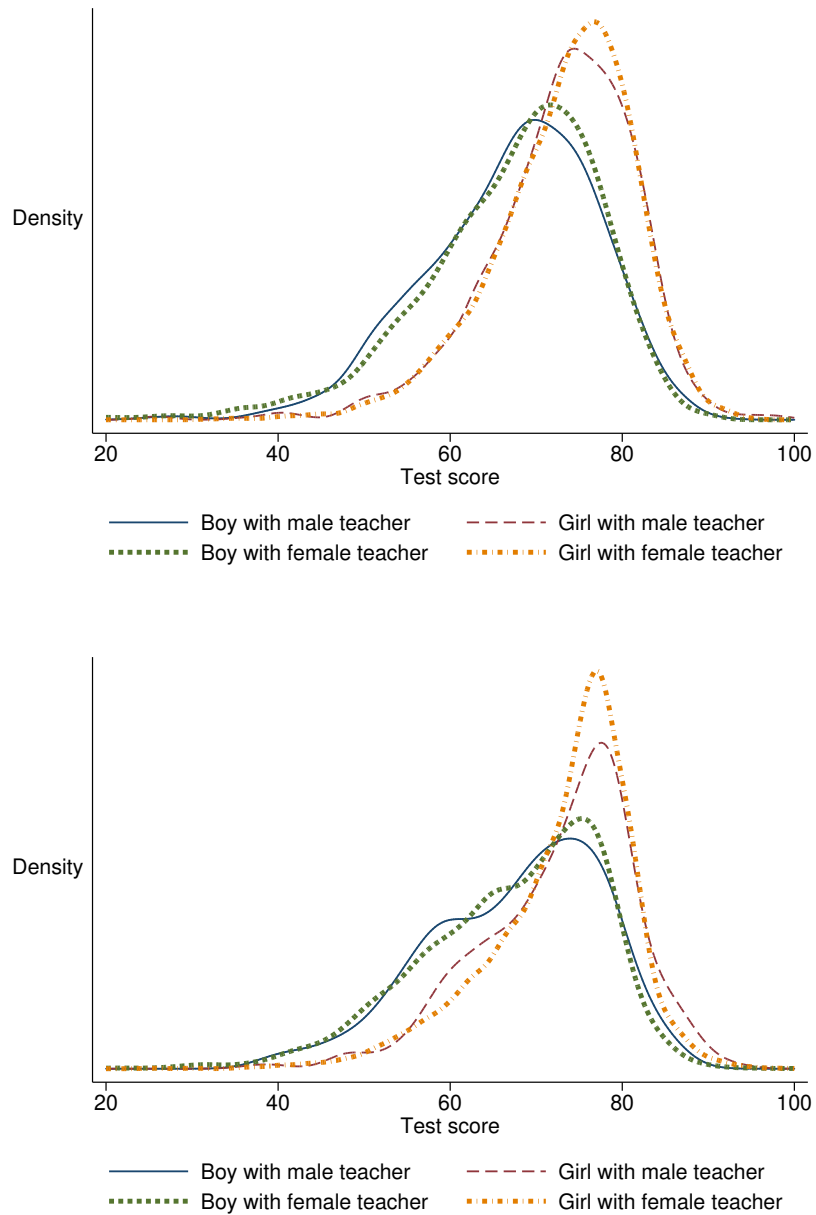 Density
20 40 60 80 100
Test score
Boy with male teacher Girl with male teacher
Boy with female teacher Girl with female teacher
Density
20 40 60 80 100
Test score
Boy with male teacher Girl with male teacher
Boy with female teacher Girl with female teacher